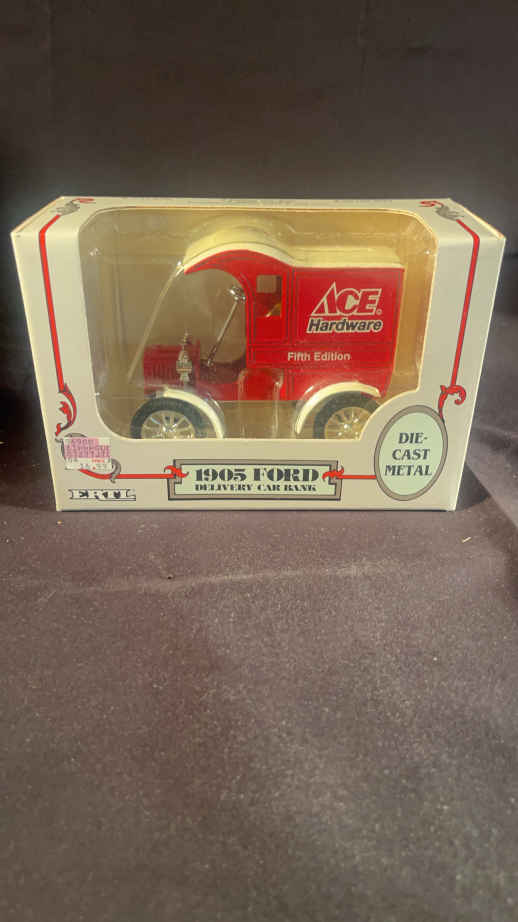 ACE
Hardware
Fifth Edition
DIE-
CAST
METAL
1905 FORD
DELIVERY CAR BANK
ERTL